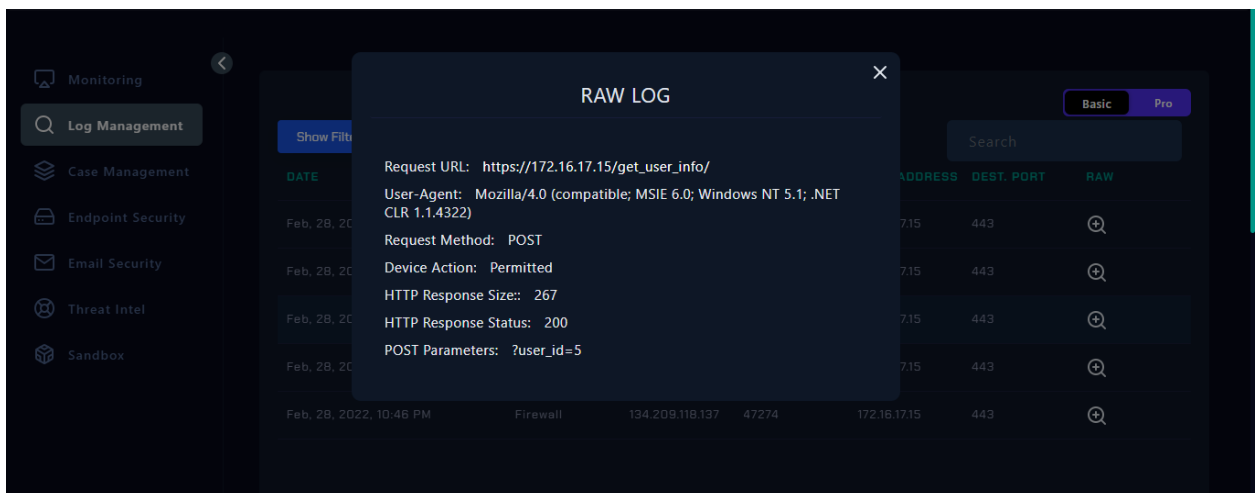 RAW LOG
Monitoring
Log Management
Case Management
Endpoint Security
Email Security
Threat Intel
Sandbox
Basic Pro
Show Filt
Search
Request URL: https://172.16.17.15/get_user_info/
User-Agent: Mozilla/4.0 (compatible; MSIE 6.0; Windows NT 5.1; .NET
CLR 1.1.4322)
Request Method: POST
Device Action: Permitted
HTTP Response Size:: 267
HTTP Response Status: 200
POST Parameters: ?user_id=5
DATE ADDRESS DEST. PORT RAW
Feb, 28, 20 7.15 443
Feb, 28, 20 7.15 443
Feb, 28, 20 7.15 443
Feb, 28, 20 7.15 443
Feb, 28, 2022, 10:46 PM Firewall 134.209.118.137 47274 172.16.17.15 443